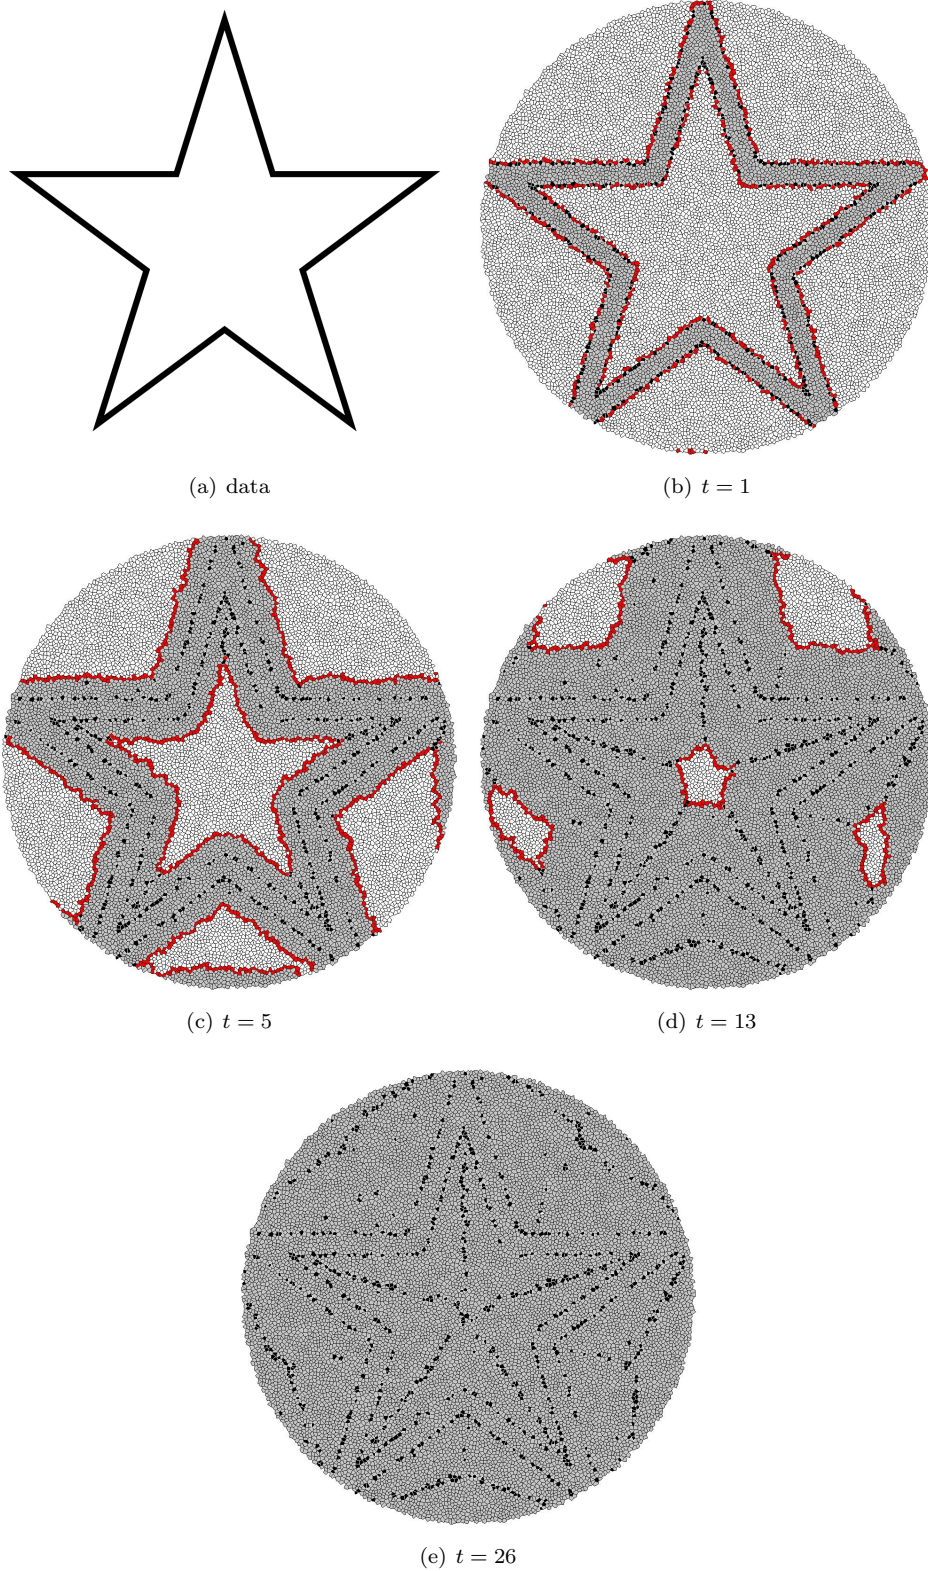 (a) data
(b) t = 1
(c) t = 5
(d) t = 13
(e) t = 26